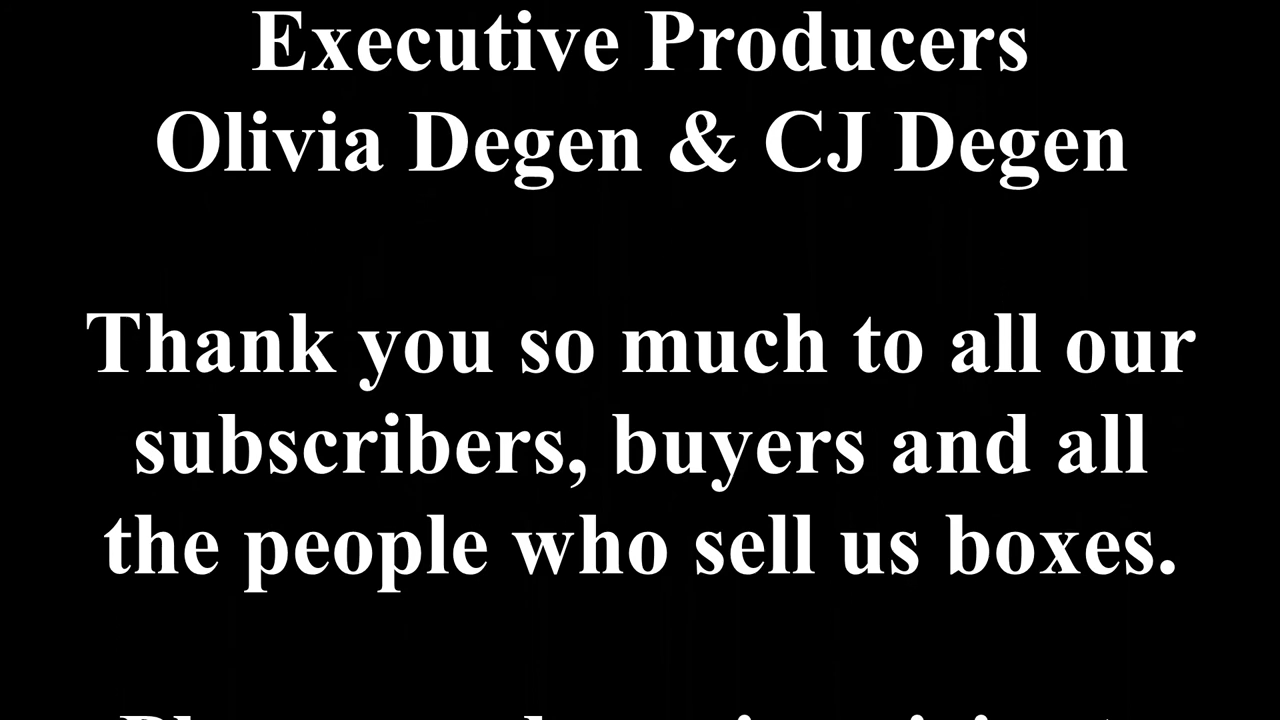 Executive Producers
Olivia Degen & CJ Degen
Thank you so much to all our
subscribers, buyers and all
the people who sell us boxes.